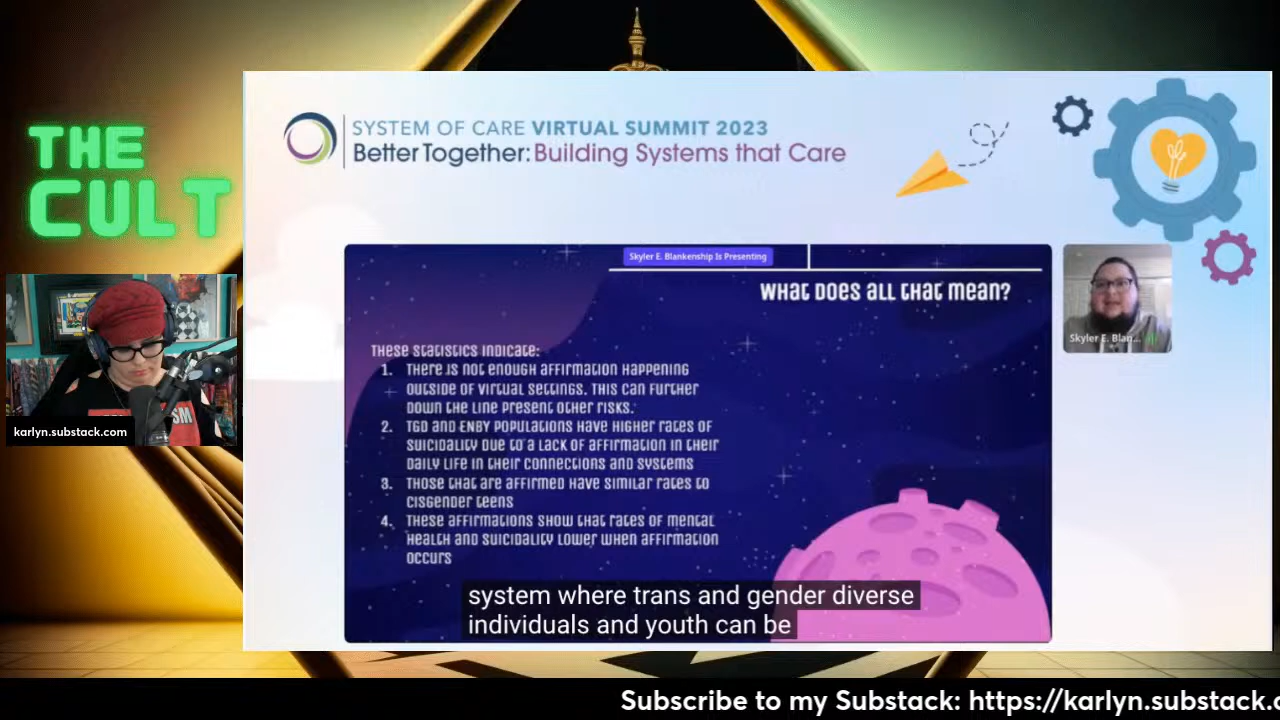 THE
CULT
SYSTEM OF CARE VIRTUAL SUMMIT 2023
Better Together: Building Systems that Care
Skyler E. Blankenship Is Presenting
WHAT DOES ALL THAT MEAN?
THESE STATISTICS INDICATE:
1. THERE IS NOT ENOUGH AFFIRMATION HAPPENING
OUTSIDE OF VIRTUAL SETTINGS. THIS CAN FURTHER
DOWN THE LINE PRESENT OTHER RISKS.
2. TGD AND ENBY POPULATIONS HAVE HIGHER RATES OF
SUICIDALITY DUE TO A LACK OF AFFIRMATION IN THEIR
DAILY LIFE IN THEIR CONNECTIONS AND SYSTEMS
3. THOSE THAT ARE AFFIRMED HAVE SIMILAR RATES TO
CISGENDER TEENS
4. THESE AFFIRMATIONS SHOW THAT RATES OF MENTAL
HEALTH AND SUICIDALITY LOWER WHEN AFFIRMATION
OCCURS
system where trans and gender diverse
individuals and youth can be
Skyler E. Blan...
karlyn.substack.com
Subscribe to my Substack: https://karlyn.substack.c